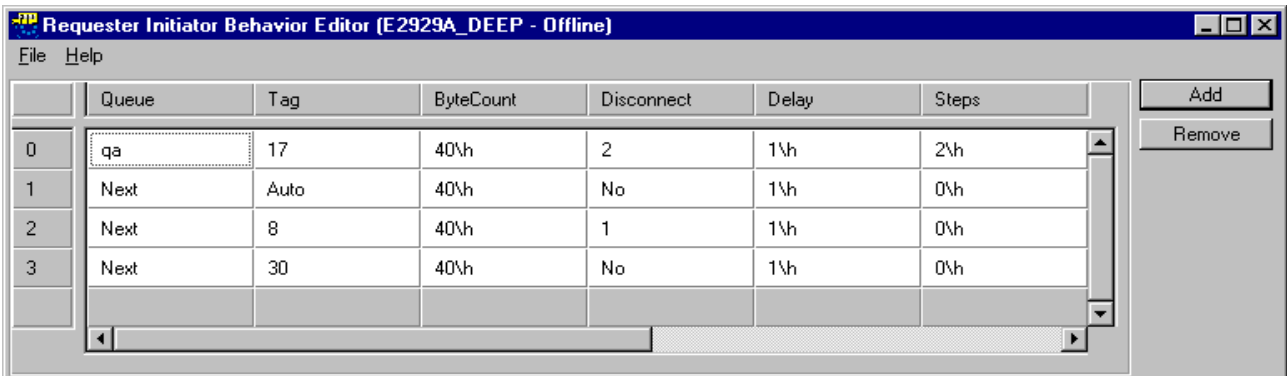 Requester Initiator Behavior Editor (E2929A_DEEP - Offline)
File Help
Queue Tag ByteCount Disconnect Delay Steps Add
Remove
0 qa 17 40\h 2 1\h 2\h
1 Next Auto 40\h No 1\h 0\h
2 Next 8 40\h 1 1\h 0\h
3 Next 30 40\h No 1\h 0\h